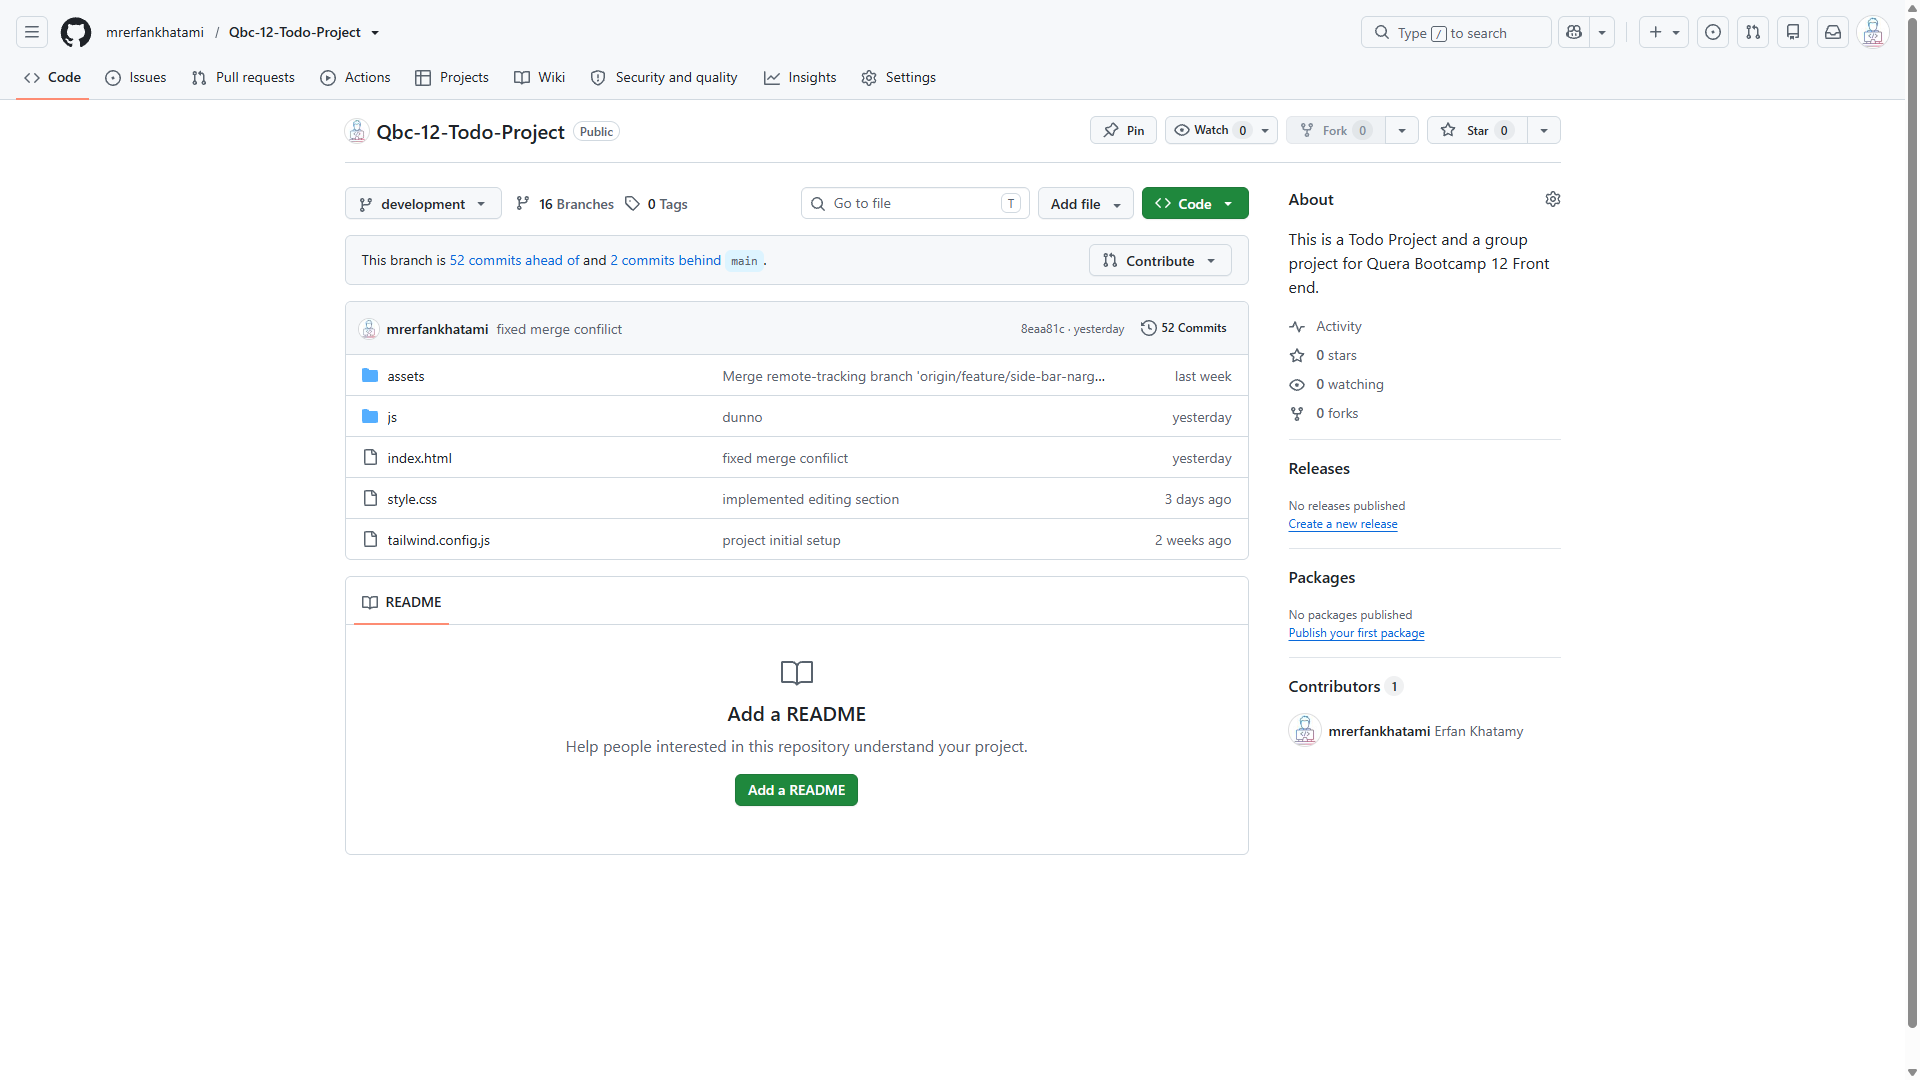 mrerfankhatami / Qbc-12-Todo-Project
Type / to search
Code
Issues
Pull requests
Actions
Projects
Wiki
Security and quality
Insights
Settings
Qbc-12-Todo-Project Public
Pin
Watch 0
Fork 0
Star 0
development
16 Branches
0 Tags
Go to file T
Add file
Code
This branch is 52 commits ahead of and 2 commits behind main .
Contribute
mrerfankhatami fixed merge confilict 8eaa81c · yesterday 52 Commits
assets Merge remote-tracking branch 'origin/feature/side-bar-narg... last week
js dunno yesterday
index.html fixed merge confilict yesterday
style.css implemented editing section 3 days ago
tailwind.config.js project initial setup 2 weeks ago
README
Add a README
Help people interested in this repository understand your project.
Add a README
About
This is a Todo Project and a group
project for Quera Bootcamp 12 Front
end.
Activity
0 stars
0 watching
0 forks
Releases
No releases published
Create a new release
Packages
No packages published
Publish your first package
Contributors 1
mrerfankhatami Erfan Khatamy